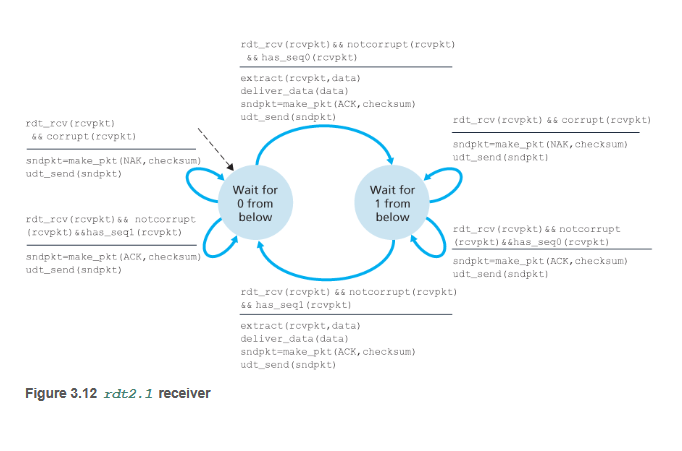 rdt_rcv(rcvpkt)&& notcorrupt(rcvpkt)
&& has_seq0(rcvpkt)
extract(rcvpkt,data)
deliver_data(data)
sndpkt=make_pkt(ACK,checksum)
udt_send(sndpkt)
rdt_rcv(rcvpkt)
&& corrupt(rcvpkt)
sndpkt=make_pkt(NAK,checksum)
udt_send(sndpkt)
rdt_rcv(rcvpkt) && corrupt(rcvpkt)
sndpkt=make_pkt(NAK,checksum)
udt_send(sndpkt)
Wait for
0 from
below
Wait for
1 from
below
rdt_rcv(rcvpkt)&& notcorrupt
(rcvpkt)&&has_seq1(rcvpkt)
sndpkt=make_pkt(ACK,checksum)
udt_send(sndpkt)
rdt_rcv(rcvpkt)&& notcorrupt
(rcvpkt)&&has_seq0(rcvpkt)
sndpkt=make_pkt(ACK,checksum)
udt_send(sndpkt)
rdt_rcv(rcvpkt) && notcorrupt(rcvpkt)
&& has_seq1(rcvpkt)
extract(rcvpkt,data)
deliver_data(data)
sndpkt=make_pkt(ACK,checksum)
udt_send(sndpkt)
Figure 3.12 rdt2.1 receiver